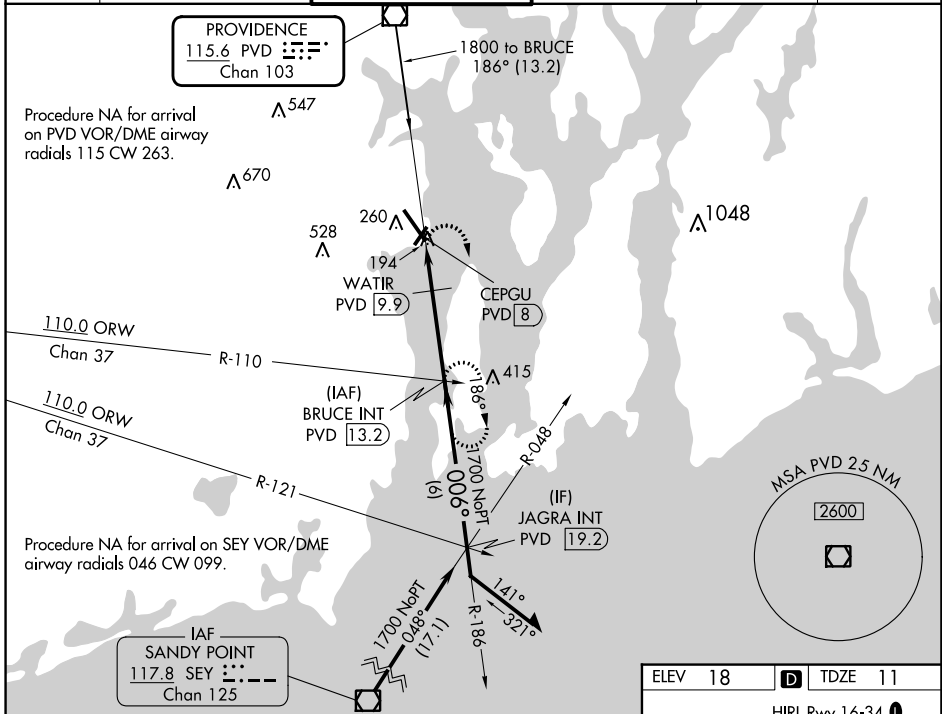 PROVIDENCE
115.6 PVD
Chan 103
1800 to BRUCE
186° (13.2)
Procedure NA for arrival
on PVD VOR/DME airway
radials 115 CW 263.
547
670
528
260
194
1048
WATIR
PVD 9.9
CEPGU
PVD 8
110.0 ORW
Chan 37
R-110
(IAF)
BRUCE INT
PVD 13.2
415
186°
110.0 ORW
Chan 37
R-121
R-048
1700 NoPT
006°
(6)
(IF)
JAGRA INT
PVD 19.2
MSA PVD 25 NM
2600
Procedure NA for arrival on SEY VOR/DME
airway radials 046 CW 099.
1700 NoPT
048°
(17.1)
141°
321°
R-186
IAF
SANDY POINT
117.8 SEY
Chan 125
ELEV 18 D TDZE 11
HIRL Rwy 16-34 L